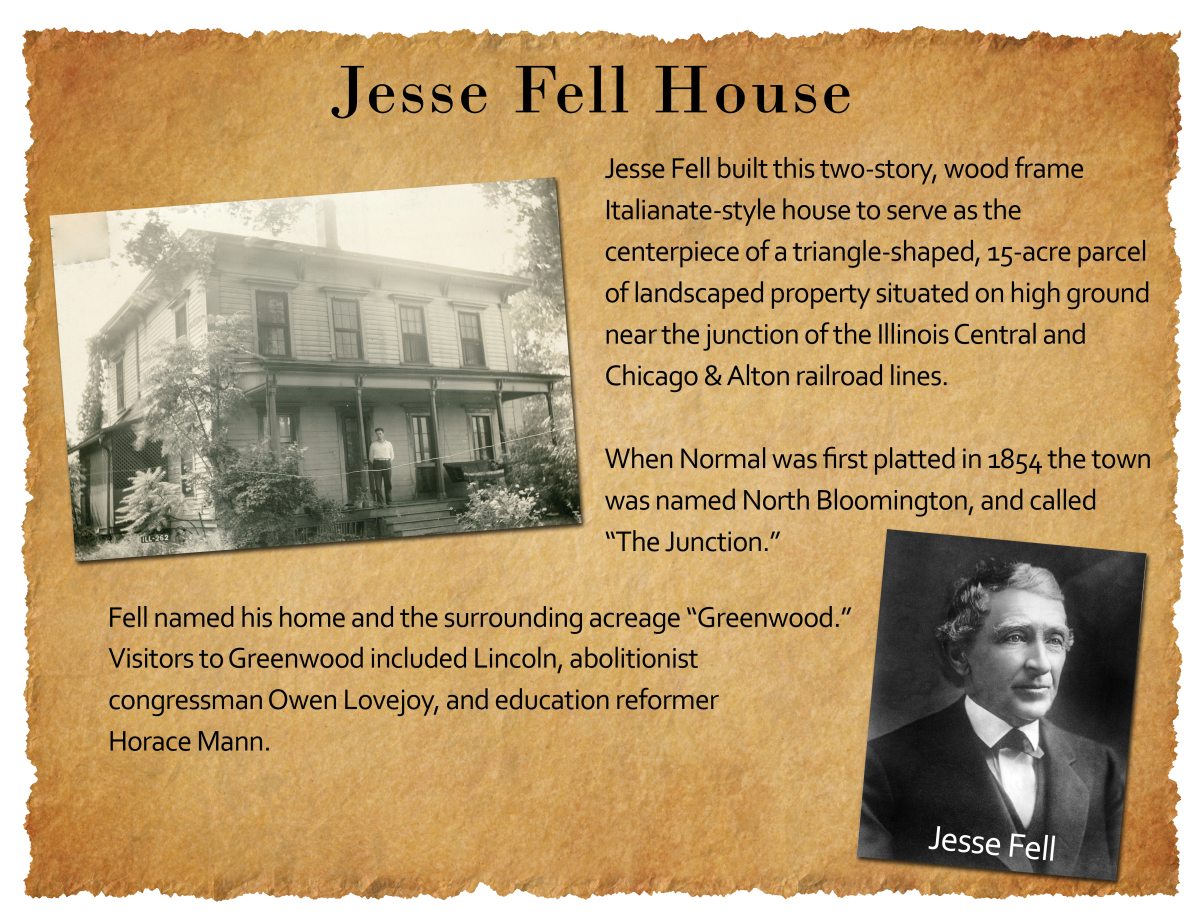 Jesse Fell House
Jesse Fell built this two-story, wood frame
Italianate-style house to serve as the
centerpiece of a triangle-shaped, 15-acre parcel
of landscaped property situated on high ground
near the junction of the Illinois Central and
Chicago & Alton railroad lines.
When Normal was first platted in 1854 the town
was named North Bloomington, and called
“The Junction.”
ILL-262
Fell named his home and the surrounding acreage “Greenwood.”
Visitors to Greenwood included Lincoln, abolitionist
congressman Owen Lovejoy, and education reformer
Horace Mann.
Jesse Fell